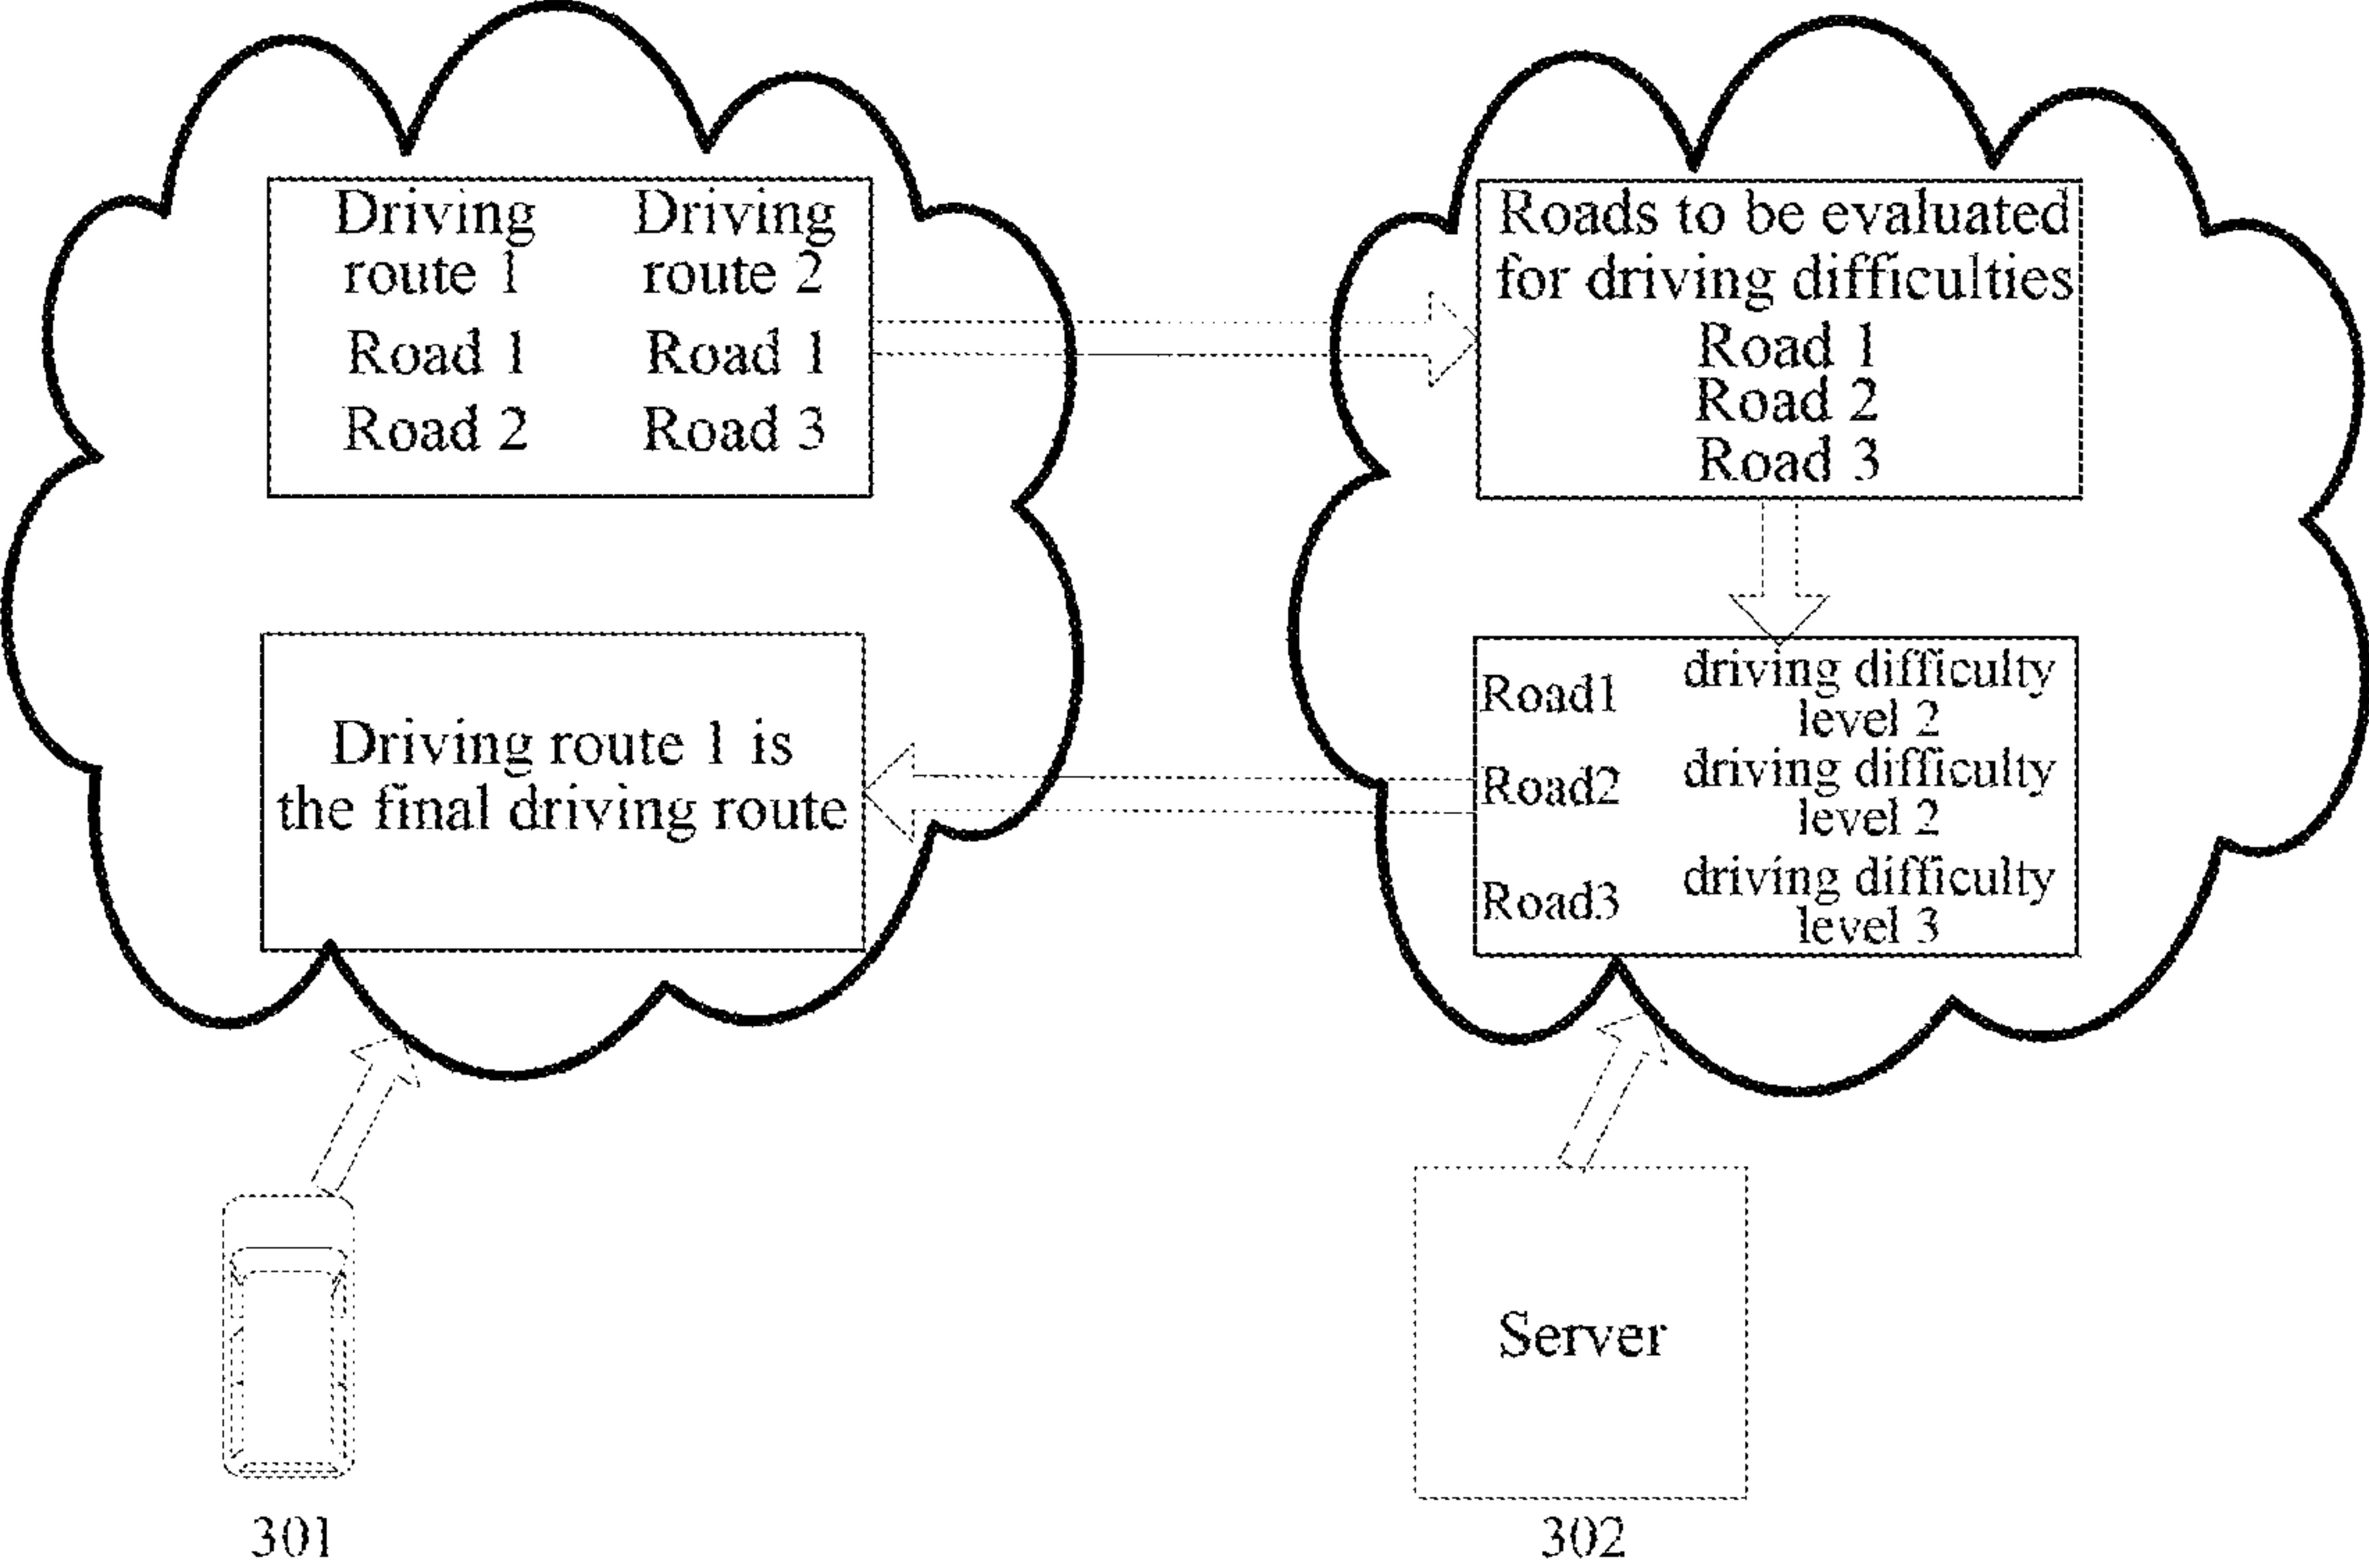 Driving route 1
Road 1
Road 2
Driving route 2
Road 1
Road 3
Roads to be evaluated
for driving difficulties
Road 1
Road 2
Road 3
Road1 driving difficulty
level 2
Road2 driving difficulty
level 2
Road3 driving difficulty
level 3
Driving route 1 is
the final driving route
Server
301
302